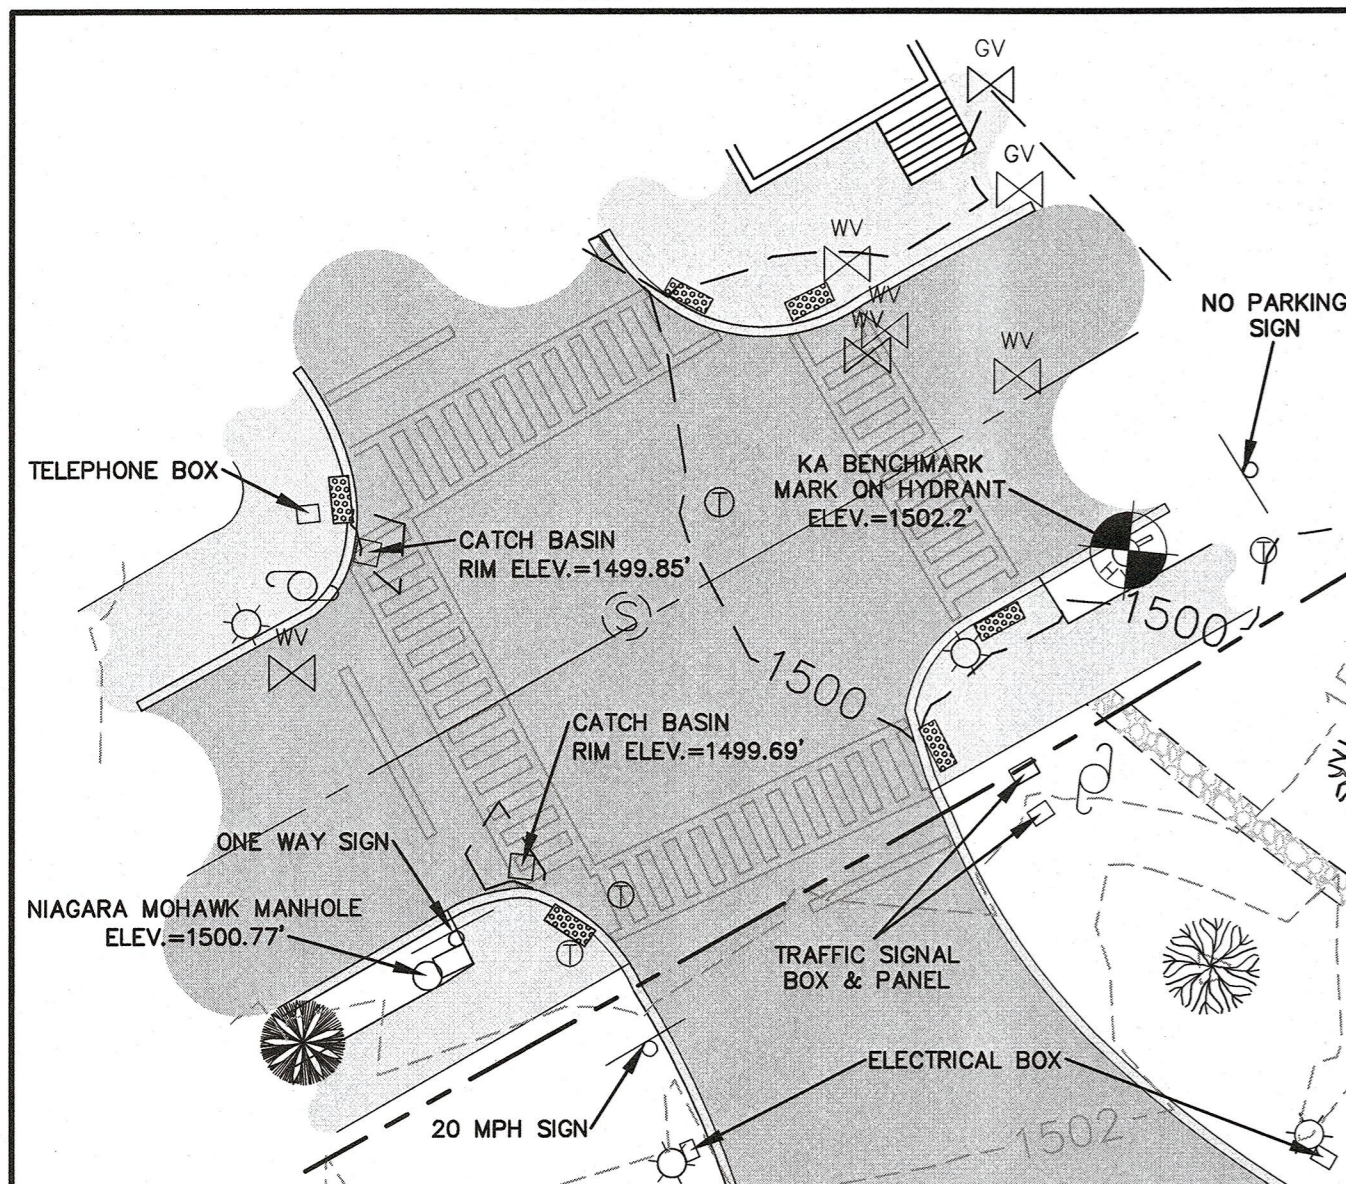 GV
GV
WV
WV
WV
WV
NO PARKING
SIGN
TELEPHONE BOX
KA BENCHMARK
MARK ON HYDRANT
ELEV.=1502.2'
T
CATCH BASIN
RIM ELEV.=1499.85'
T
HY
1500
S
WV
1500
CATCH BASIN
RIM ELEV.=1499.69'
ONE WAY SIGN
T
NIAGARA MOHAWK MANHOLE
ELEV.=1500.77'
T
TRAFFIC SIGNAL
BOX & PANEL
ELECTRICAL BOX
20 MPH SIGN
1502